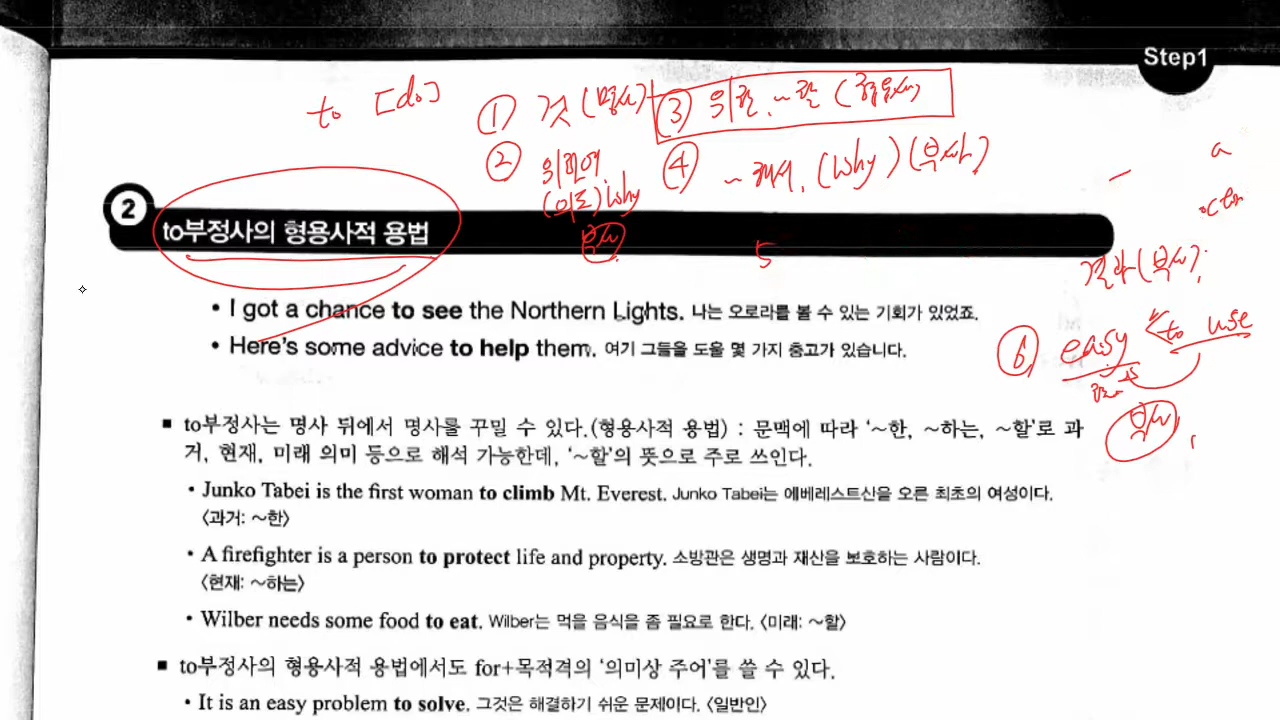 Step1
to [do]
① 것 (명사)
③ 위한, ~할 (형용사)
② 위한여
(의도) why
부사
④ ~해서, (why) (부사)
5
결과 (부사)
⑥ easy to use
부사
2 to부정사의 형용사적 용법
• I got a chance to see the Northern Lights. 나는 오로라를 볼 수 있는 기회가 있었죠.
• Here's some advice to help them. 여기 그들을 도울 몇 가지 충고가 있습니다.
■ to부정사는 명사 뒤에서 명사를 꾸밀 수 있다.(형용사적 용법) : 문맥에 따라 '~한, ~하는, ~할'로 과
거, 현재, 미래 의미 등으로 해석 가능한데, '~할'의 뜻으로 주로 쓰인다.
• Junko Tabei is the first woman to climb Mt. Everest. Junko Tabei는 에베레스트산을 오른 최초의 여성이다.
〈과거: ~한〉
• A firefighter is a person to protect life and property. 소방관은 생명과 재산을 보호하는 사람이다.
〈현재: ~하는〉
• Wilber needs some food to eat. Wilber는 먹을 음식을 좀 필요로 한다. 〈미래: ~할〉
■ to부정사의 형용사적 용법에서도 for+목적격의 '의미상 주어'를 쓸 수 있다.
• It is an easy problem to solve. 그것은 해결하기 쉬운 문제이다. 〈일반인〉